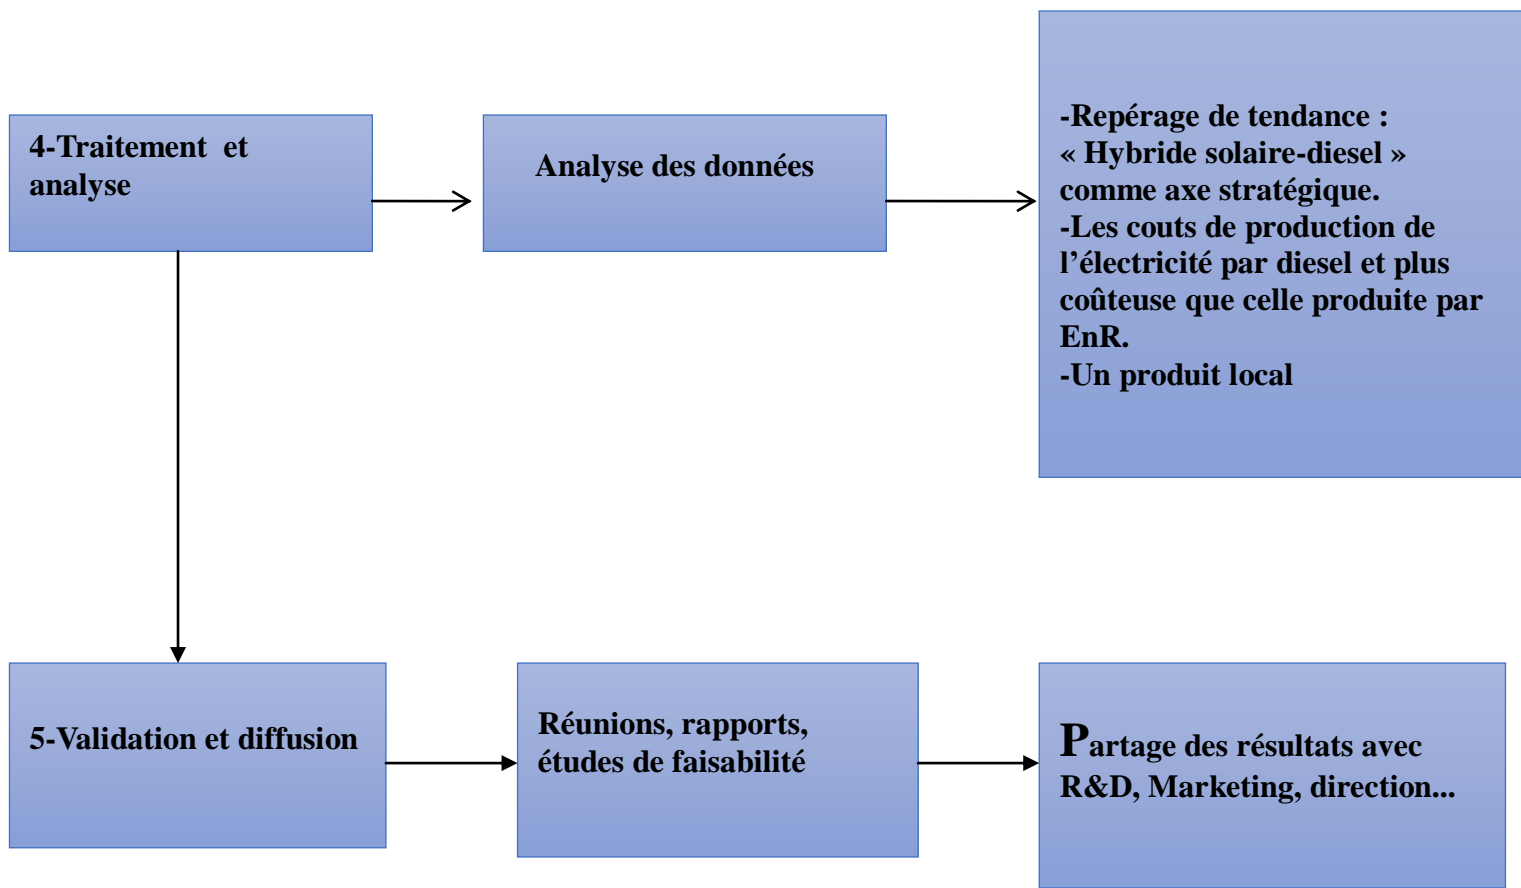 4-Traitement et
analyse
Analyse des données
-Repérage de tendance :
« Hybride solaire-diesel »
comme axe stratégique.
-Les couts de production de
l’électricité par diesel et plus
coûteuse que celle produite par
EnR.
-Un produit local
5-Validation et diffusion
Réunions, rapports,
études de faisabilité
Partage des résultats avec
R&D, Marketing, direction...